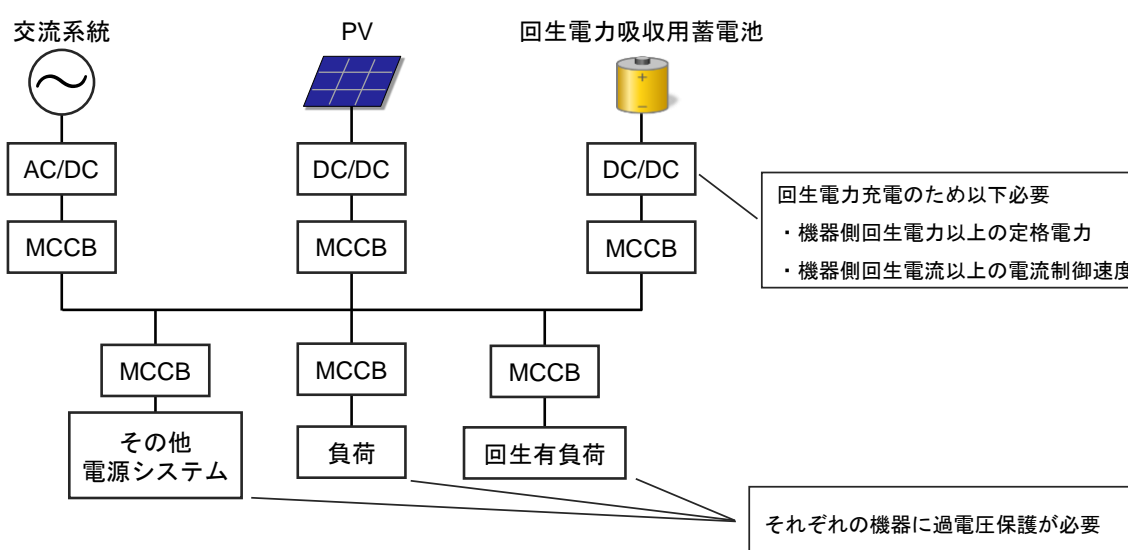 交流系統
PV
回生電力吸収用蓄電池
AC/DC
DC/DC
DC/DC
回生電力充電のため以下必要
・機器側回生電力以上の定格電力
・機器側回生電流以上の電流制御速度
MCCB
MCCB
MCCB
MCCB
MCCB
MCCB
その他
電源システム
負荷
回生有負荷
それぞれの機器に過電圧保護が必要